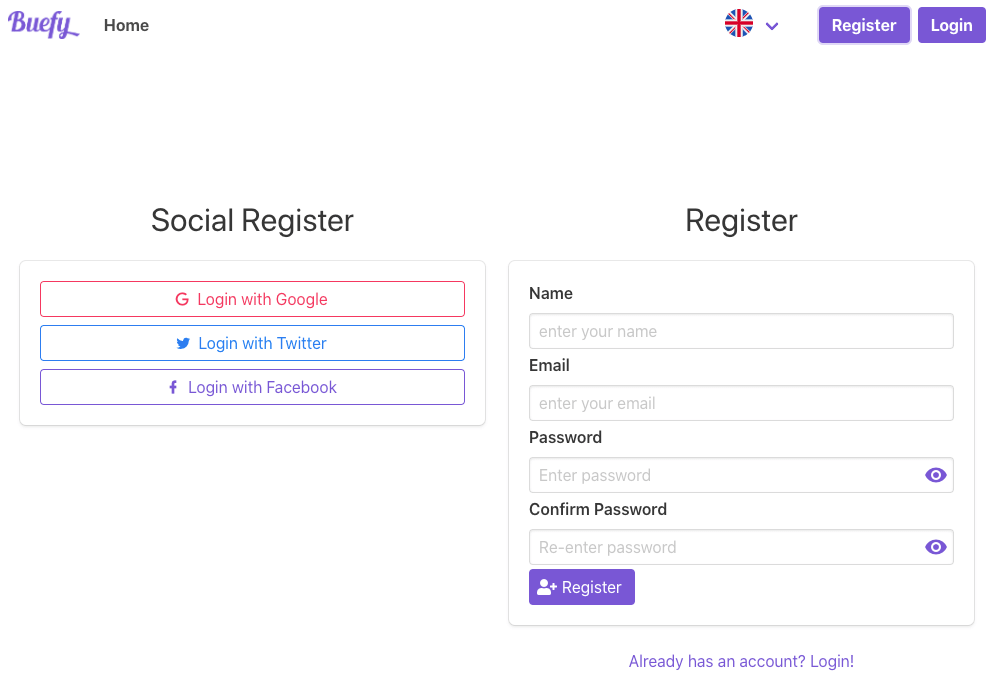 Buefy Home Register Login
Social Register
Login with Google
Login with Twitter
Login with Facebook
Register
Name
enter your name
Email
enter your email
Password
Enter password
Confirm Password
Re-enter password
Register
Already has an account? Login!